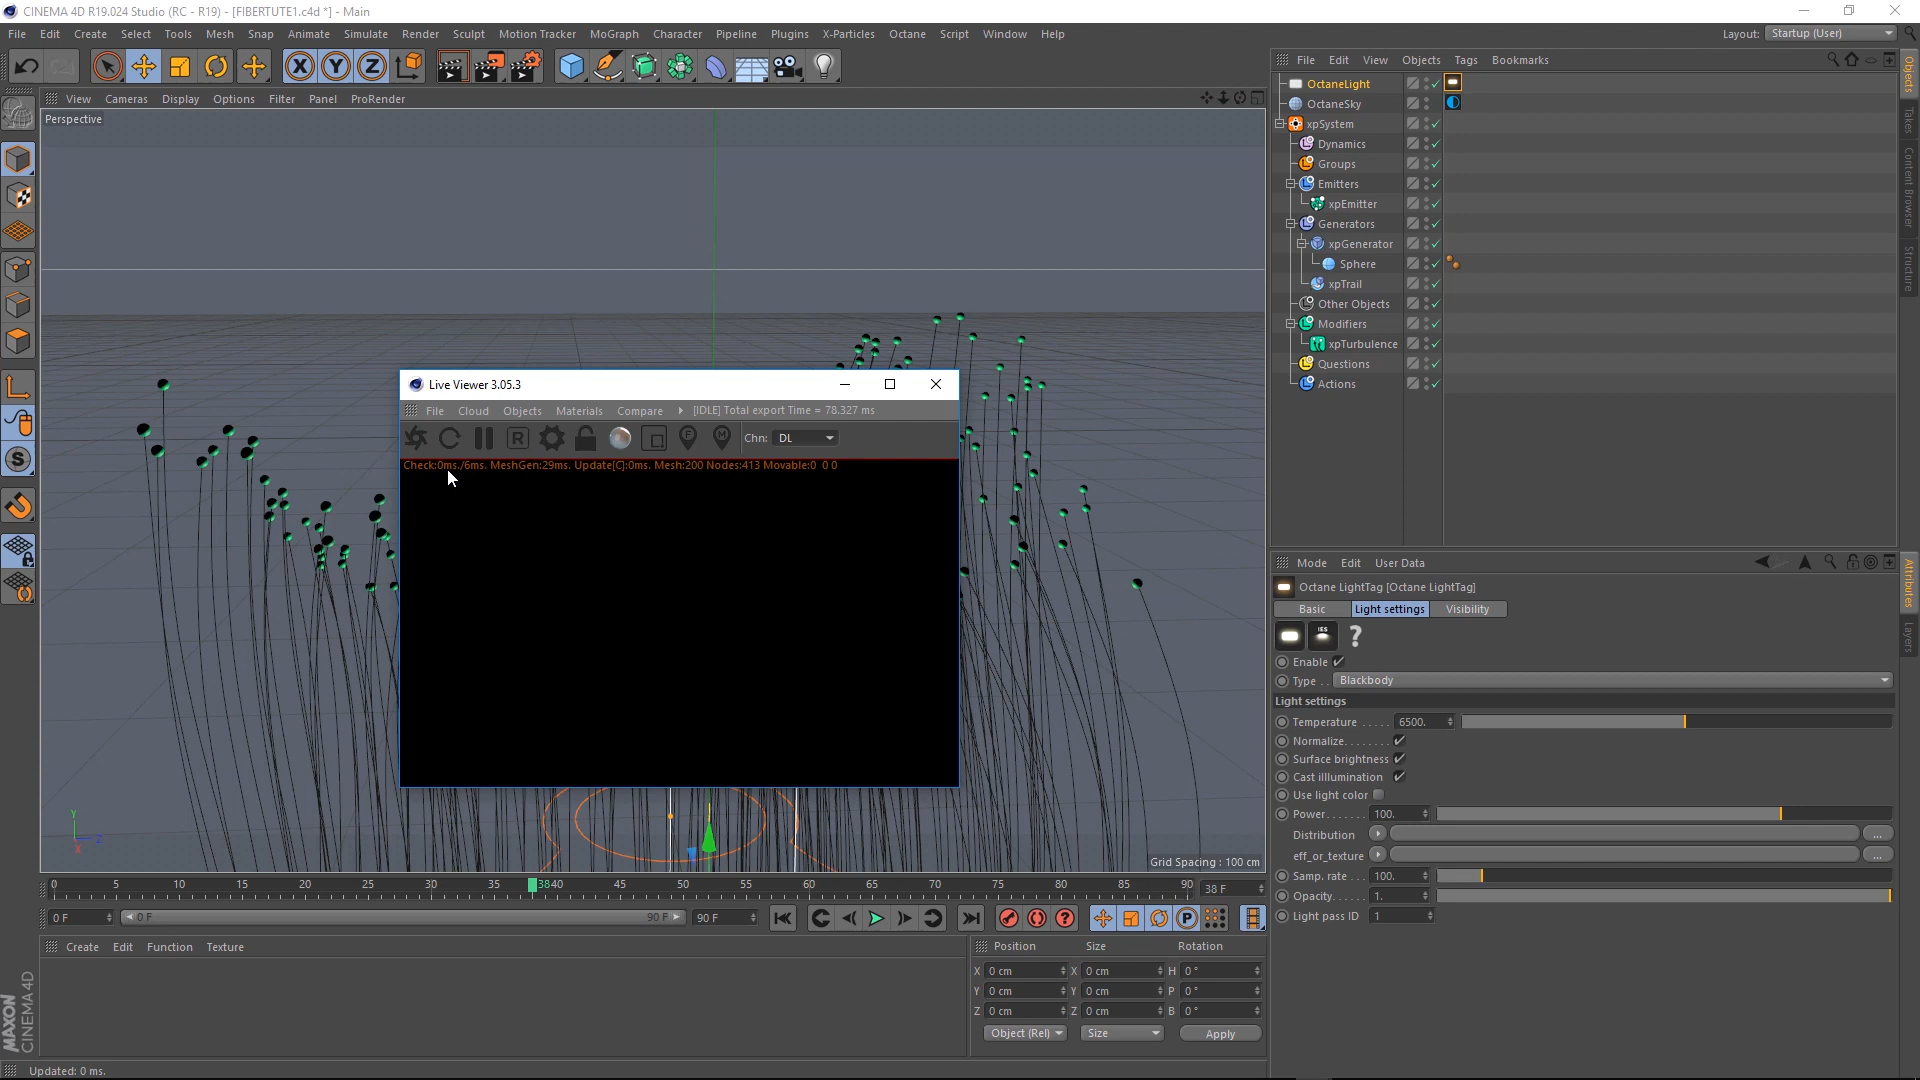 CINEMA 4D R19.024 Studio (RC - R19) - [FIBERTUTE1.c4d *] - Main
File Edit Create Select Tools Mesh Snap Animate Simulate Render Sculpt Motion Tracker MoGraph Character Pipeline Plugins X-Particles Octane Script Window Help Layout: Startup (User)
View Cameras Display Options Filter Panel ProRender
Perspective
File Edit View Objects Tags Bookmarks
OctaneLight
OctaneSky
xpSystem
Dynamics
Groups
Emitters
xpEmitter
Generators
xpGenerator
Sphere
xpTrail
Other Objects
Modifiers
xpTurbulence
Questions
Actions
Objects
Takes
Content Browser
Structure
Live Viewer 3.05.3
File Cloud Objects Materials Compare [IDLE] Total export Time = 78.327 ms
Chn: DL
Check:0ms./6ms. MeshGen:29ms. Update[C]:0ms. Mesh:200 Nodes:413 Movable:0 0 0
Mode Edit User Data
Octane LightTag [Octane LightTag]
Basic Light settings Visibility
IES ?
Enable
Type . . Blackbody
Light settings
Temperature . . . . . 6500.
Normalize. . . . . . . .
Surface brightness
Cast illlumination
Use light color
Power. . . . . . . 100.
Distribution ...
eff_or_texture ...
Samp. rate . . . 100.
Opacity. . . . . . 1.
Light pass ID 1
Attributes
Layers
Y
Z
X
Grid Spacing : 100 cm
0 5 10 15 20 25 30 35 3840 45 50 55 60 65 70 75 80 85 90 38 F
0 F 0 F 90 F 90 F
Create Edit Function Texture
Position Size Rotation
X 0 cm X 0 cm H 0 °
Y 0 cm Y 0 cm P 0 °
Z 0 cm Z 0 cm B 0 °
Object (Rel) Size Apply
MAXON
CINEMA 4D
Updated: 0 ms.